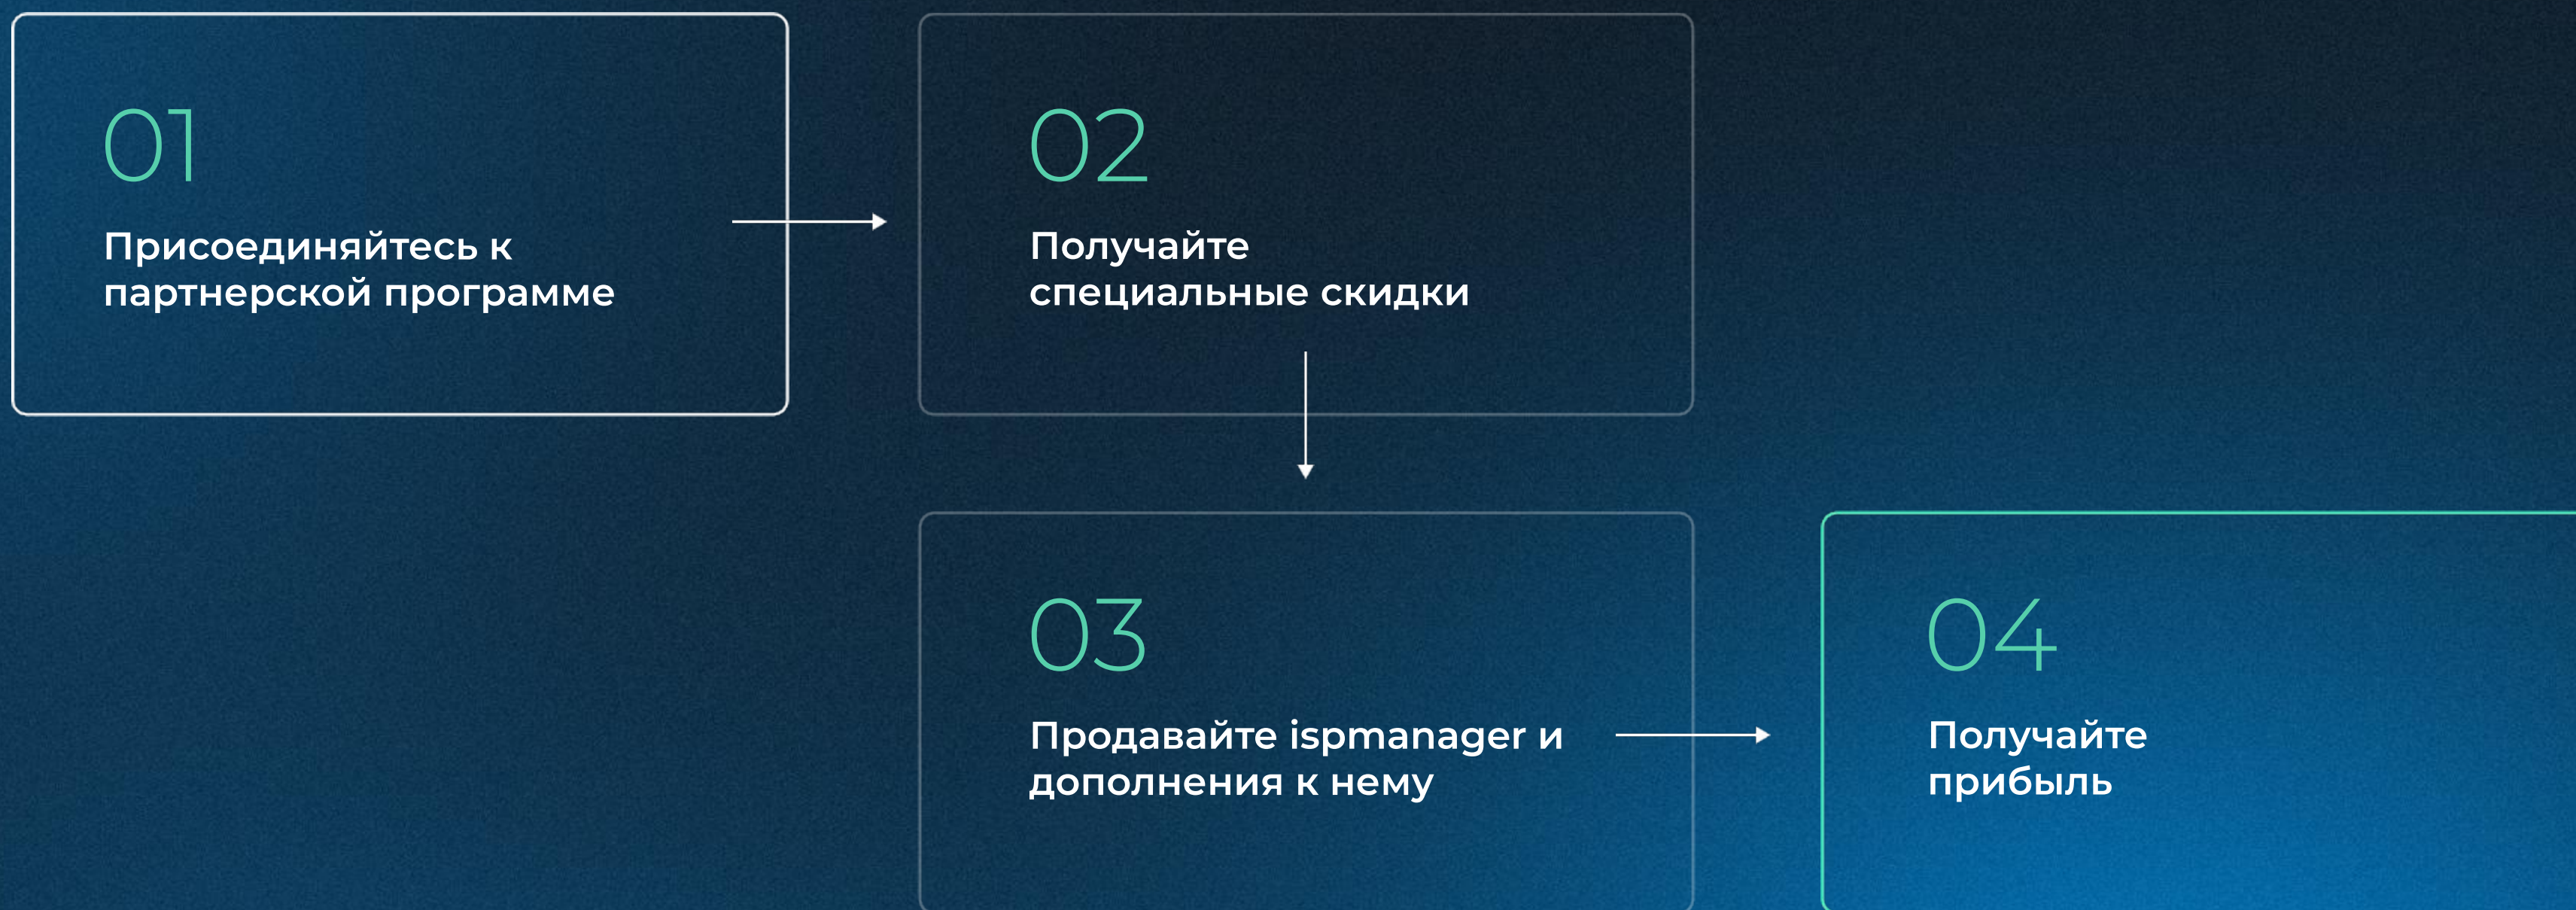 01
Присоединяйтесь к
партнерской программе
02
Получайте
специальные скидки
03
Продавайте ispmanager и
дополнения к нему
04
Получайте
прибыль